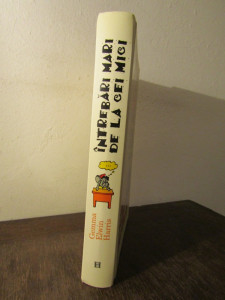 ÎNTREBĂRI MARI
DE LA CEI MICI
Gemma
Elwin
Harris